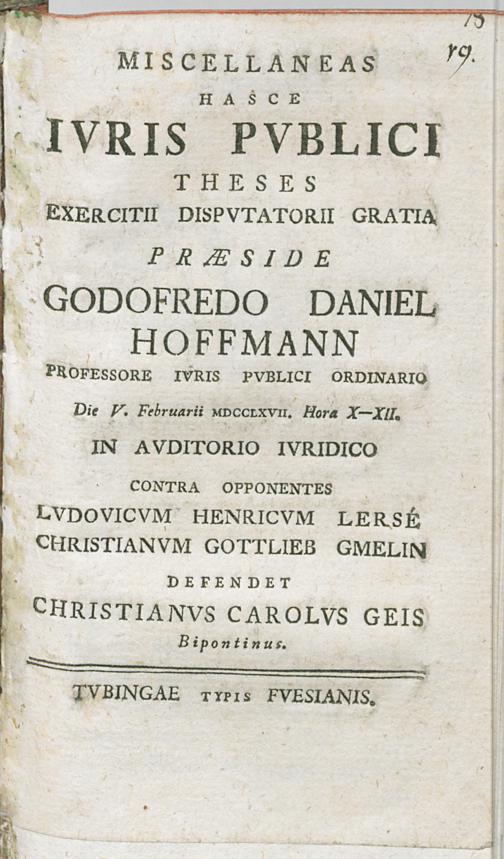 18
19.
MISCELLANEAS
HASCE
IVRIS PVBLICI
THESES
EXERCITII DISPVTATORII GRATIA
PRÆSIDE
GODOFREDO DANIEL
HOFFMANN
PROFESSORE IVRIS PVBLICI ORDINARIO
Die V. Februarii MDCCLXVII. Hora X—XII.
IN AVDITORIO IVRIDICO
CONTRA OPPONENTES
LVDOVICVM HENRICVM LERSÉ
CHRISTIANVM GOTTLIEB GMELIN
DEFENDET
CHRISTIANVS CAROLVS GEIS
Bipontinus.
TVBINGAE TYPIS FVESIANIS.